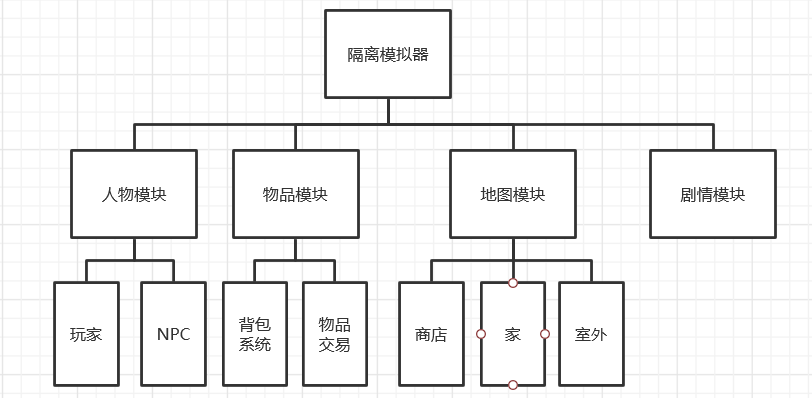 隔离模拟器
人物模块
物品模块
地图模块
剧情模块
玩家
NPC
背包
系统
物品
交易
商店
家
室外